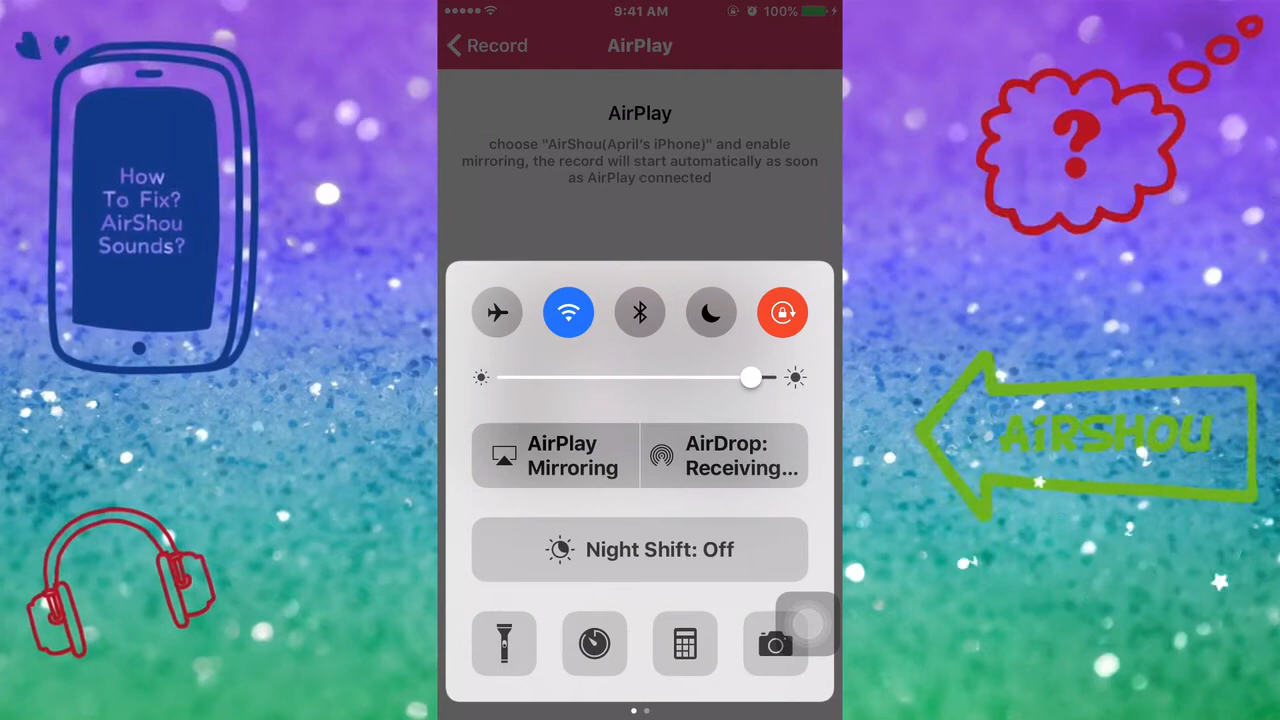 9:41 AM
100%
Record
AirPlay
AirPlay
choose "AirShou(April's iPhone)" and enable
mirroring, the record will start automatically as soon
as AirPlay connected
How
To Fix?
AirShou
Sounds?
?
AirPlay
Mirroring
AirDrop:
Receiving...
AiRSHOU
Night Shift: Off